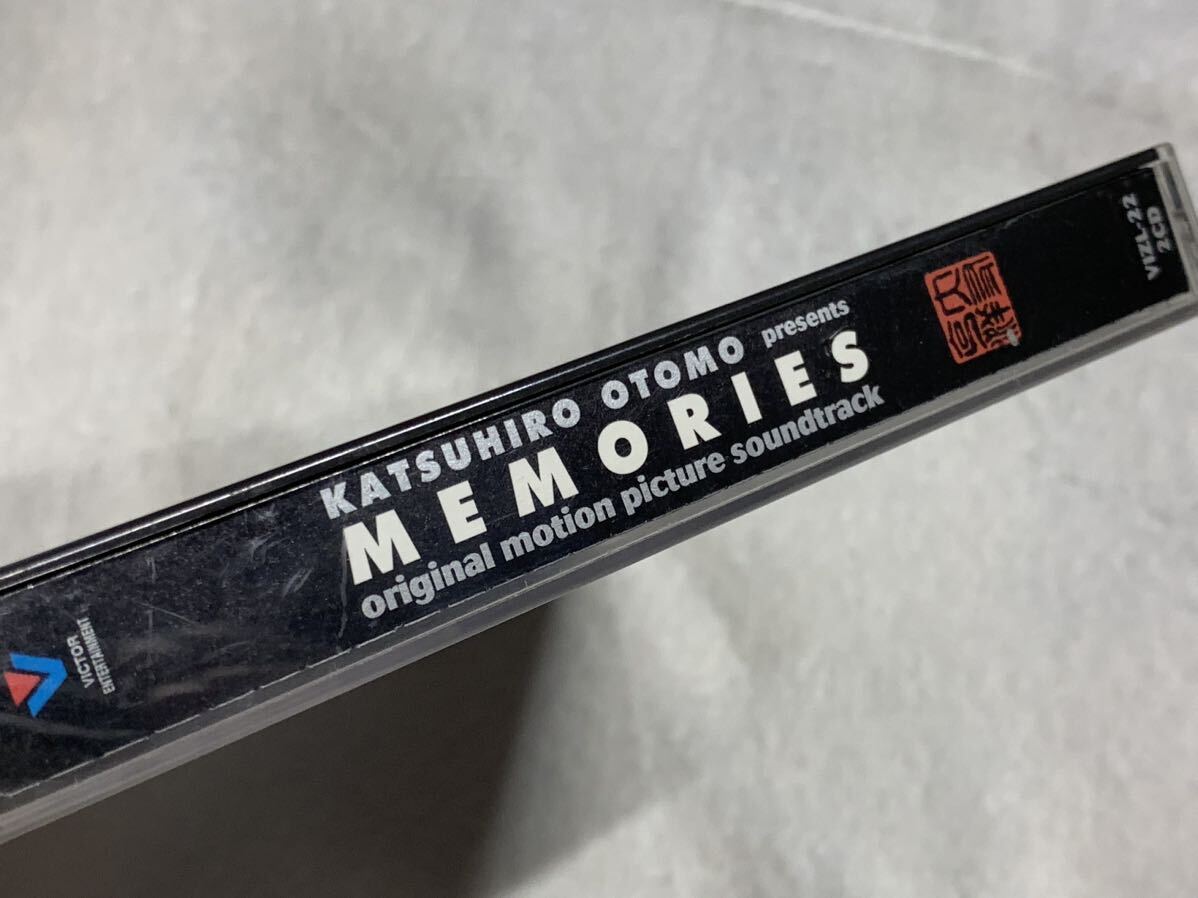 KATSUHIRO OTOMO presents
MEMORIES
original motion picture soundtrack
VICTOR
ENTERTAINMENT
VIZL-22
2CD